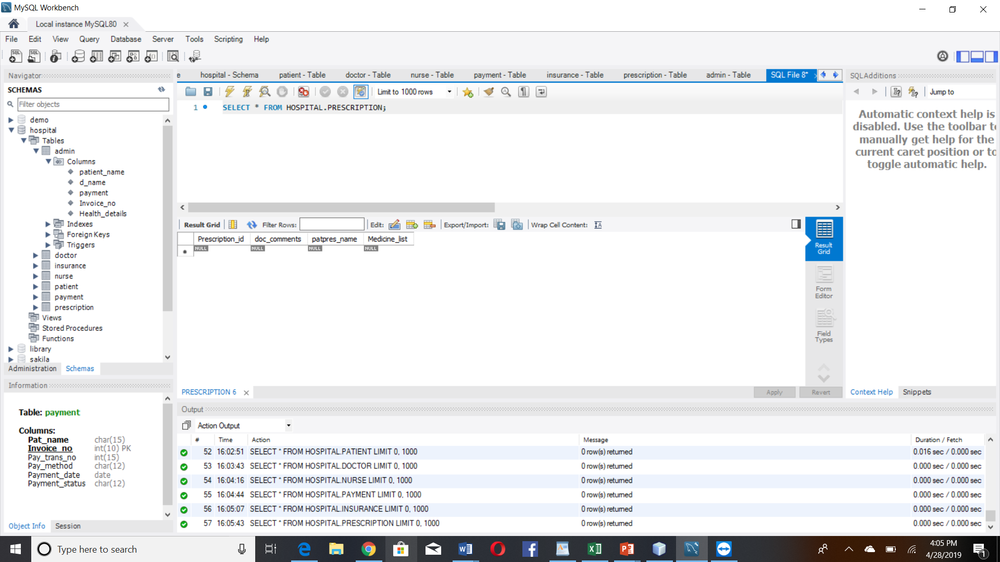 MySQL Workbench
Local instance MySQL80
File Edit View Query Database Server Tools Scripting Help
Navigator
SCHEMAS
Filter objects
demo
hospital
Tables
admin
Columns
patient_name
d_name
payment
Invoice_no
Health_details
Indexes
Foreign Keys
Triggers
doctor
insurance
nurse
patient
payment
prescription
Views
Stored Procedures
Functions
library
sakila
Administration Schemas
Information
Table: payment
Columns:
Pat_name char(15)
Invoice_no int(10) PK
Pay_trans_no int(15)
Pay_method char(12)
Payment_date date
Payment_status char(12)
Object Info Session
e hospital - Schema patient - Table doctor - Table nurse - Table payment - Table insurance - Table prescription - Table admin - Table SQL File 8*
Limit to 1000 rows
1 SELECT * FROM HOSPITAL.PRESCRIPTION;
Result Grid Filter Rows: Edit: Export/Import: Wrap Cell Content:
Prescription_id doc_comments patpres_name Medicine_list
NULL NULL NULL NULL
Result
Grid
Form
Editor
Field
Types
PRESCRIPTION 6 Apply Revert
SQLAdditions
Jump to
Automatic context help is
disabled. Use the toolbar to
manually get help for the
current caret position or to
toggle automatic help.
Context Help Snippets
Output
Action Output
# Time Action Message Duration / Fetch
52 16:02:51 SELECT * FROM HOSPITAL.PATIENT LIMIT 0, 1000 0 row(s) returned 0.016 sec / 0.000 sec
53 16:03:43 SELECT * FROM HOSPITAL.DOCTOR LIMIT 0, 1000 0 row(s) returned 0.000 sec / 0.000 sec
54 16:04:16 SELECT * FROM HOSPITAL.NURSE LIMIT 0, 1000 0 row(s) returned 0.000 sec / 0.000 sec
55 16:04:44 SELECT * FROM HOSPITAL.PAYMENT LIMIT 0, 1000 0 row(s) returned 0.000 sec / 0.000 sec
56 16:05:07 SELECT * FROM HOSPITAL.INSURANCE LIMIT 0, 1000 0 row(s) returned 0.000 sec / 0.000 sec
57 16:05:43 SELECT * FROM HOSPITAL.PRESCRIPTION LIMIT 0, 1000 0 row(s) returned 0.000 sec / 0.000 sec
Type here to search
4:05 PM
4/28/2019
1